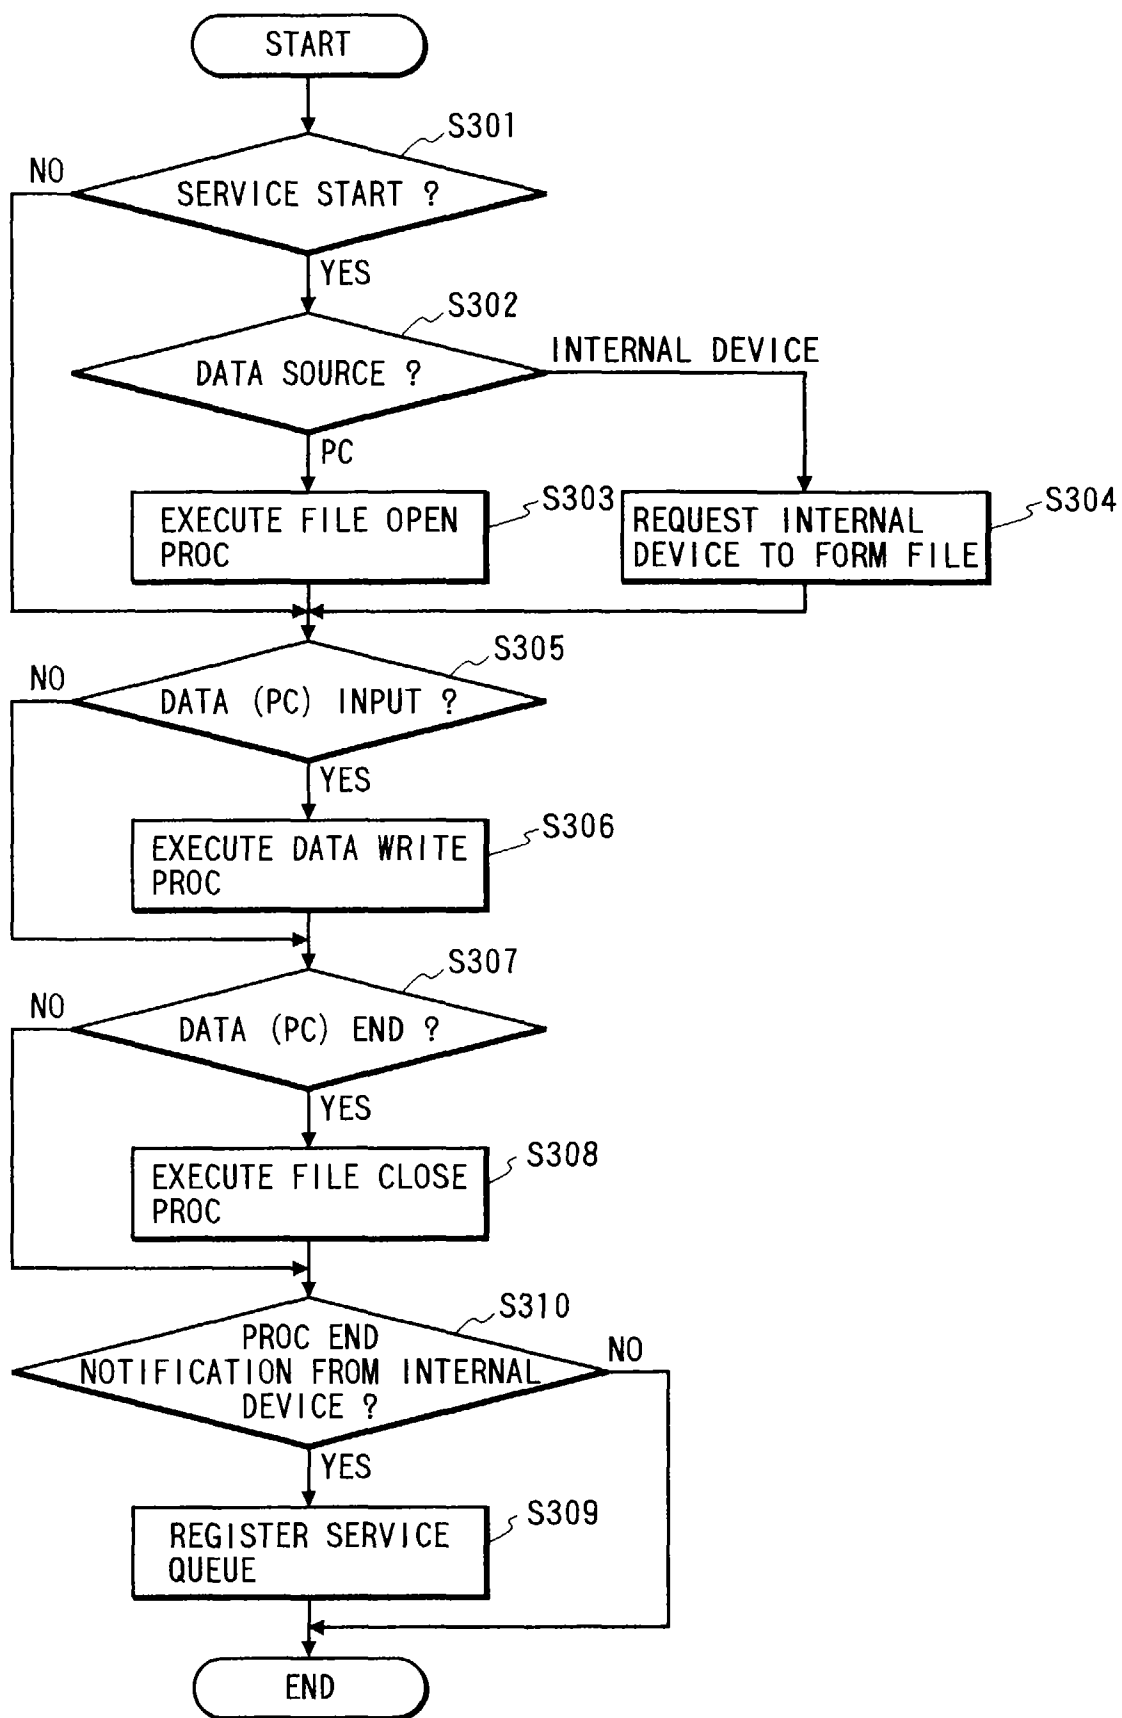 START
S301
NO
SERVICE START ?
YES
S302
INTERNAL DEVICE
DATA SOURCE ?
PC
S303
S304
EXECUTE FILE OPEN
PROC
REQUEST INTERNAL
DEVICE TO FORM FILE
S305
NO
DATA (PC) INPUT ?
YES
S306
EXECUTE DATA WRITE
PROC
S307
NO
DATA (PC) END ?
YES
S308
EXECUTE FILE CLOSE
PROC
S310
PROC END
NOTIFICATION FROM INTERNAL
DEVICE ?
NO
YES
S309
REGISTER SERVICE
QUEUE
END